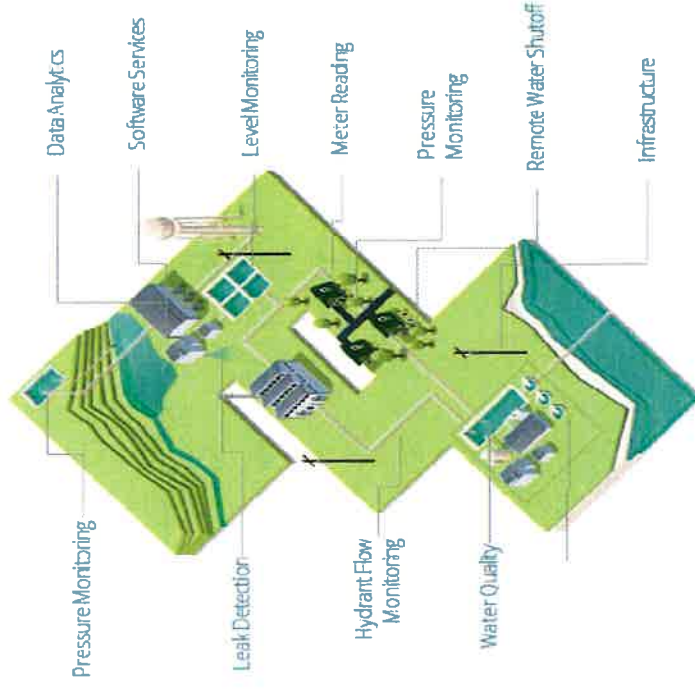 Data Analytics
Software Services
Level Monitoring
Meter Reading
Pressure
Monitoring
Remote Water Shutoff
Infrastructure
Pressure Monitoring
Leak Detection
Hydrant Flow
Monitoring
Water Quality